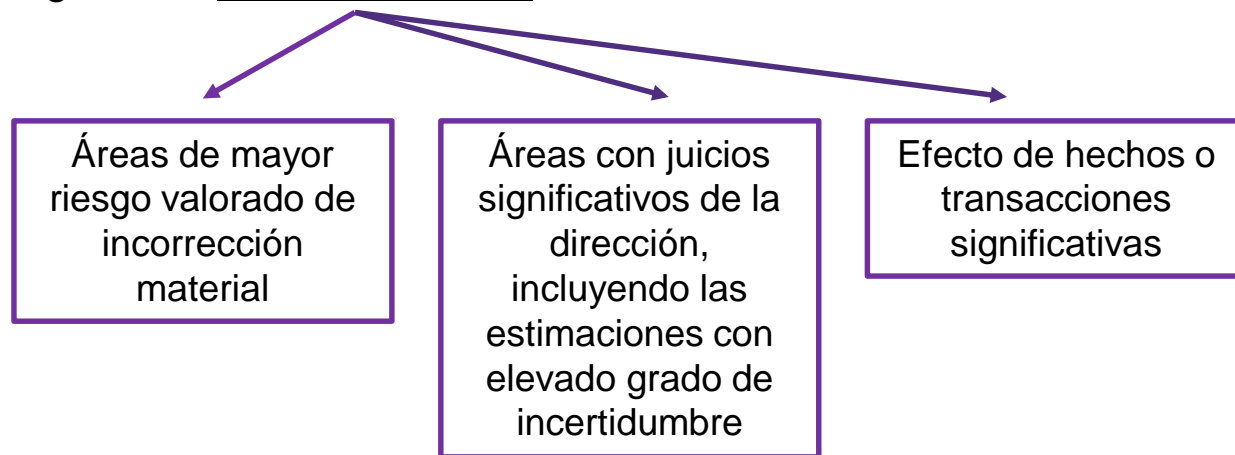 Áreas de mayor
riesgo valorado de
incorrección
material
Áreas con juicios
significativos de la
dirección,
incluyendo las
estimaciones con
elevado grado de
incertidumbre
Efecto de hechos o
transacciones
significativas